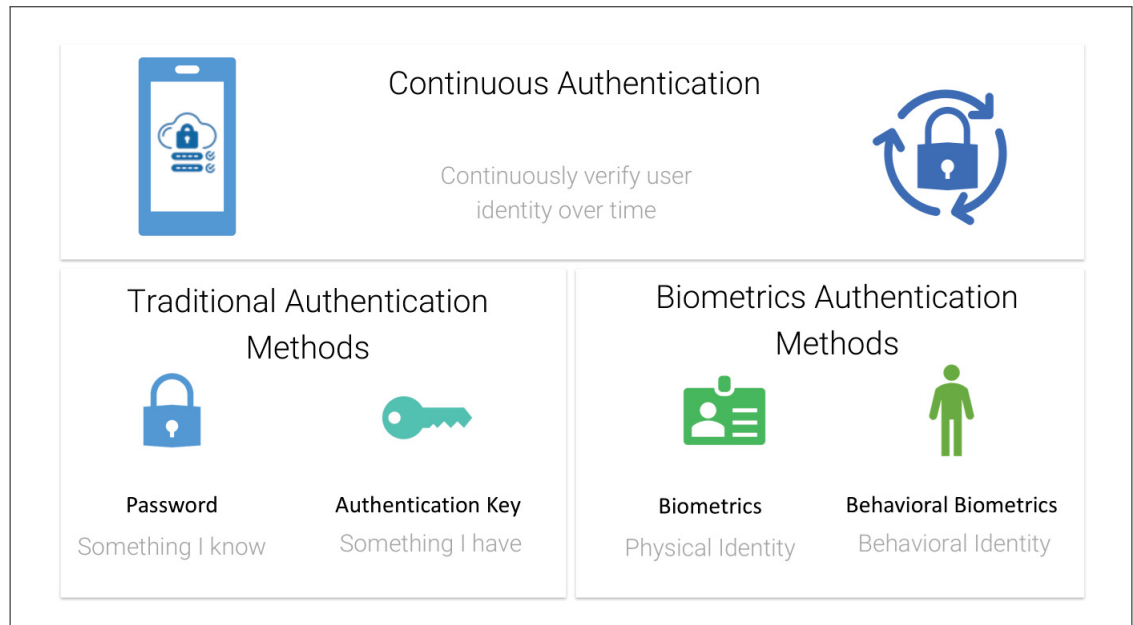 Continuous Authentication
Continuously verify user
identity over time
Traditional Authentication
Methods
Password
Something I know
Authentication Key
Something I have
Biometrics Authentication
Methods
Biometrics
Physical Identity
Behavioral Biometrics
Behavioral Identity